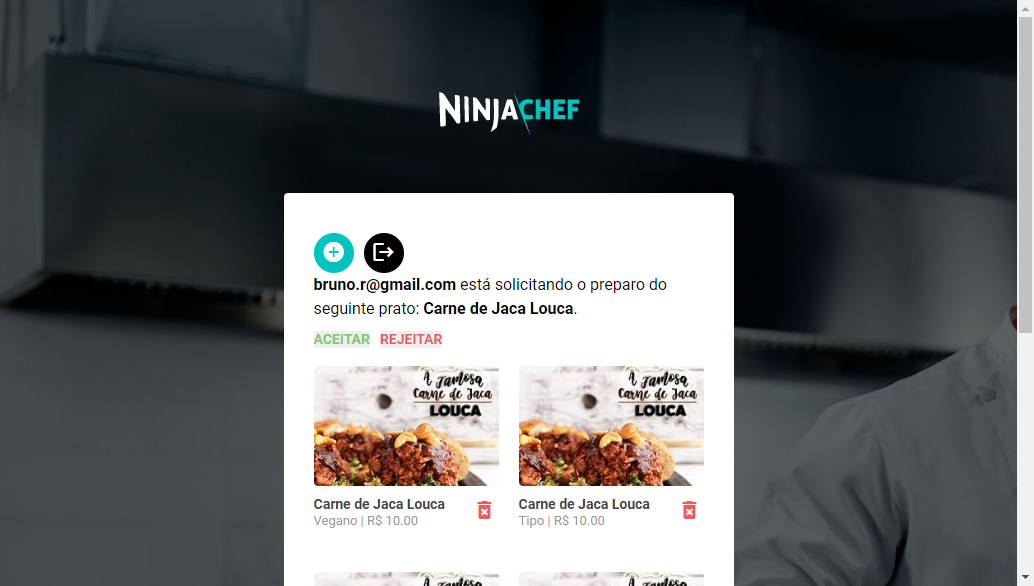 NINJACHEF
bruno.r@gmail.com está solicitando o preparo do
seguinte prato: Carne de Jaca Louca.
ACEITAR REJEITAR
A Famosa
Carne de Jaca
LOUCA
A Famosa
Carne de Jaca
LOUCA
Carne de Jaca Louca
Vegano | R$ 10.00
Carne de Jaca Louca
Tipo | R$ 10.00
A Famosa
A Famosa